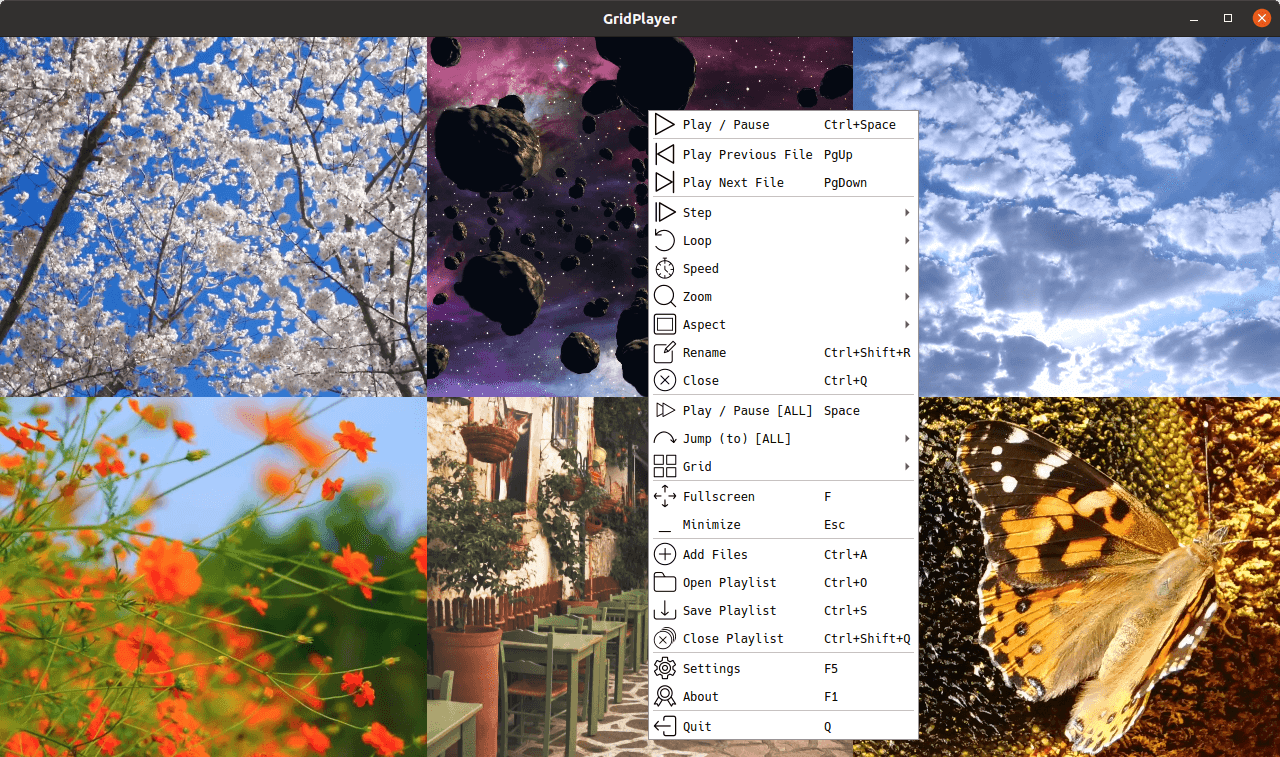 GridPlayer
Play / Pause Ctrl+Space
Play Previous File PgUp
Play Next File PgDown
Step
Loop
Speed
Zoom
Aspect
Rename Ctrl+Shift+R
Close Ctrl+Q
Play / Pause [ALL] Space
Jump (to) [ALL]
Grid
Fullscreen F
Minimize Esc
Add Files Ctrl+A
Open Playlist Ctrl+O
Save Playlist Ctrl+S
Close Playlist Ctrl+Shift+Q
Settings F5
About F1
Quit Q